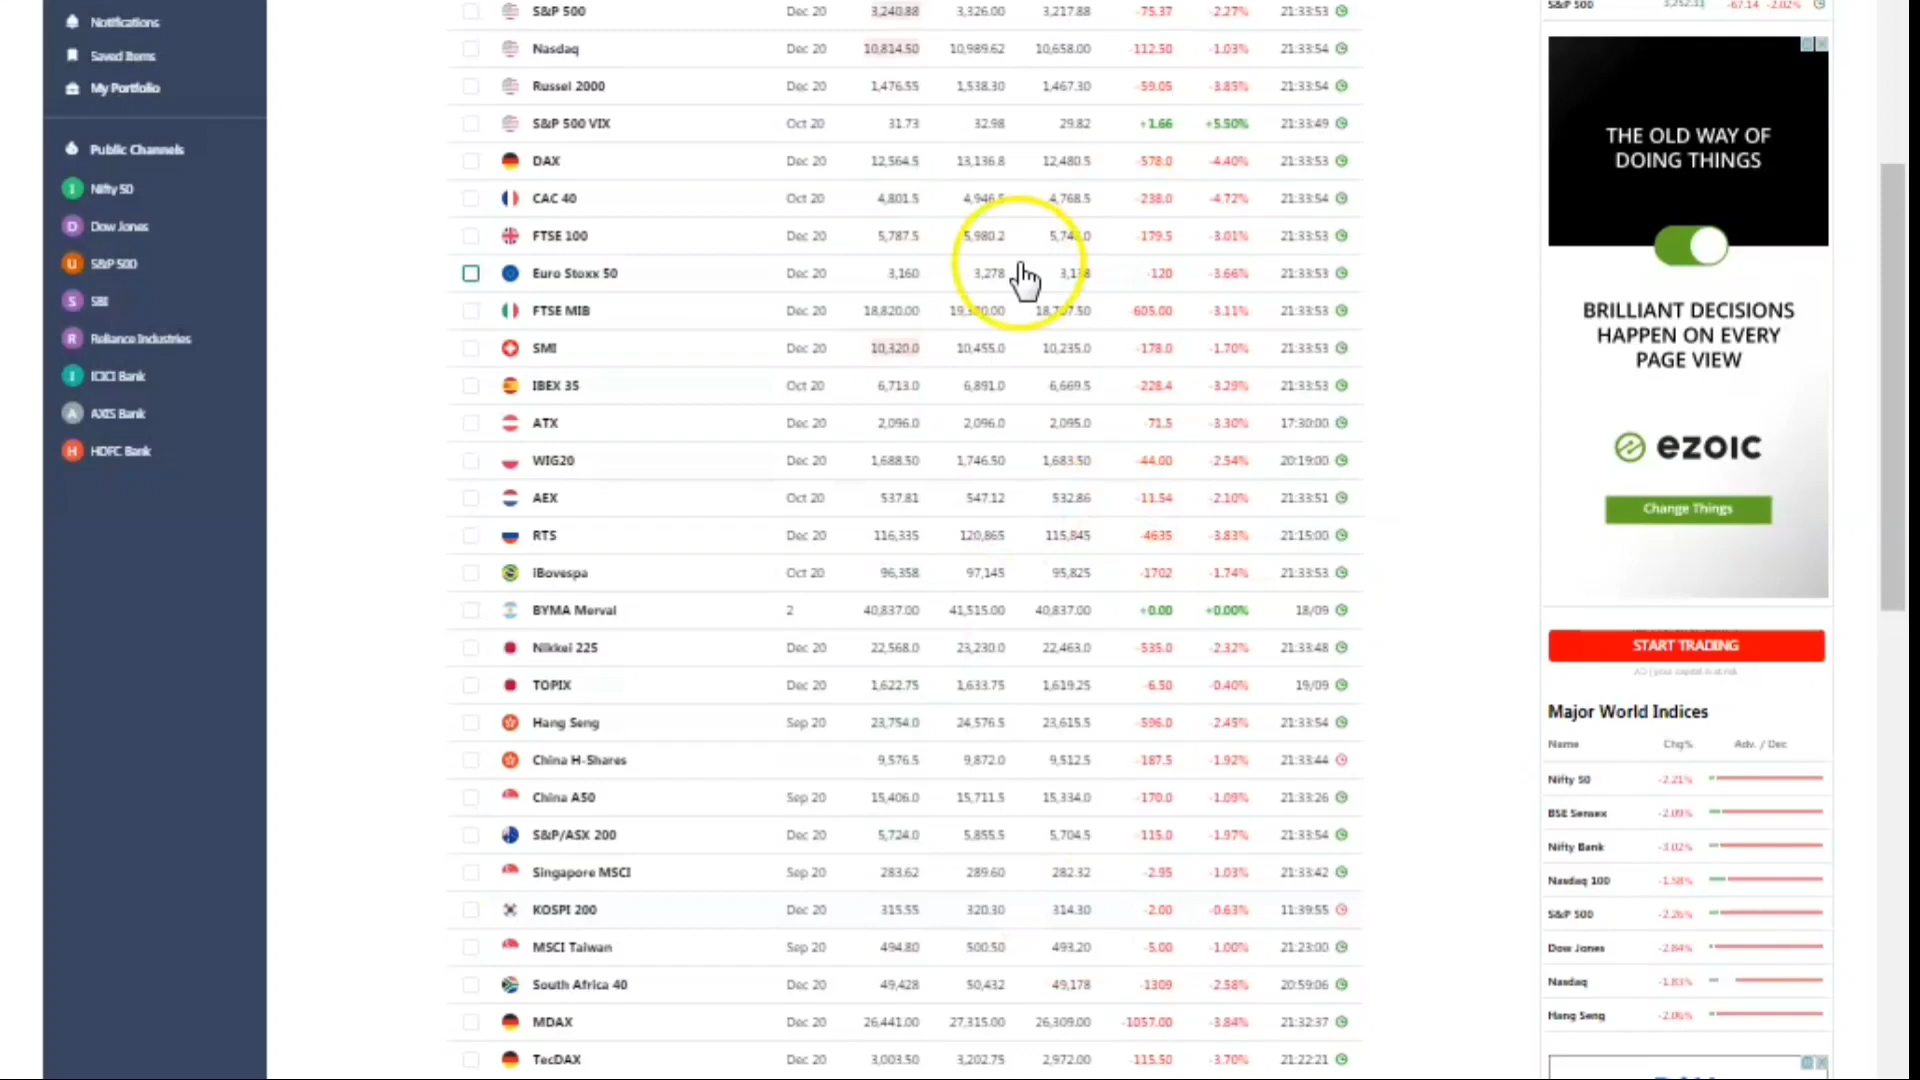 Notifications
Saved Items
My Portfolio
Public Channels
Nifty 50
D Dow Jones
U S&P 500
S SBI
R Reliance Industries
I ICICI Bank
A AXIS Bank
H HDFC Bank
S&P 500 Dec 20 3,240.88 3,326.00 3,217.88 -75.37 -2.27% 21:33:53
Nasdaq Dec 20 10,814.50 10,989.62 10,658.00 -112.50 -1.03% 21:33:54
Russel 2000 Dec 20 1,476.55 1,538.30 1,467.30 -59.05 -3.85% 21:33:54
S&P 500 VIX Oct 20 31.73 32.98 29.82 +1.66 +5.50% 21:33:49
DAX Dec 20 12,564.5 13,136.8 12,480.5 -578.0 -4.40% 21:33:53
CAC 40 Oct 20 4,801.5 4,946.5 4,768.5 -238.0 -4.72% 21:33:54
FTSE 100 Dec 20 5,787.5 5,980.2 -179.5 -3.01% 21:33:53
Euro Stoxx 50 Dec 20 3,160 3,278 -120 -3.66% 21:33:53
FTSE MIB Dec 20 18,820.00 -605.00 -3.11% 21:33:53
SMI Dec 20 10,320.0 10,455.0 10,235.0 -178.0 -1.70% 21:33:53
IBEX 35 Oct 20 6,713.0 6,891.0 6,669.5 -228.4 -3.29% 21:33:53
ATX Dec 20 2,096.0 2,096.0 2,095.0 -71.5 -3.30% 17:30:00
WIG20 Dec 20 1,688.50 1,746.50 1,683.50 -44.00 -2.54% 20:19:00
AEX Oct 20 537.81 547.12 532.86 -11.54 -2.10% 21:33:51
RTS Dec 20 116,335 120,865 115,845 -4635 -3.83% 21:15:00
iBovespa Oct 20 96,358 97,145 95,825 -1702 -1.74% 21:33:53
BYMA Merval 2 40,837.00 41,515.00 40,837.00 +0.00 +0.00% 18/09
Nikkei 225 Dec 20 22,568.0 23,230.0 22,463.0 -535.0 -2.32% 21:33:48
TOPIX Dec 20 1,622.75 1,633.75 1,619.25 -6.50 -0.40% 19/09
Hang Seng Sep 20 23,754.0 24,576.5 23,615.5 -596.0 -2.45% 21:33:54
China H-Shares 9,576.5 9,872.0 9,512.5 -187.5 -1.92% 21:33:44
China A50 Sep 20 15,406.0 15,711.5 15,334.0 -170.0 -1.09% 21:33:26
S&P/ASX 200 Dec 20 5,724.0 5,855.5 5,704.5 -115.0 -1.97% 21:33:54
Singapore MSCI Sep 20 283.62 289.60 282.32 -2.95 -1.03% 21:33:42
KOSPI 200 Dec 20 315.55 320.30 314.30 -2.00 -0.63% 11:39:55
MSCI Taiwan Sep 20 494.80 500.50 493.20 -5.00 -1.00% 21:23:00
South Africa 40 Dec 20 49,428 50,432 49,178 -1309 -2.58% 20:59:06
MDAX Dec 20 26,441.00 27,315.00 26,309.00 -1057.00 -3.84% 21:32:37
TecDAX Dec 20 3,003.50 3,202.75 2,972.00 -115.50 -3.70% 21:22:21
S&P 500 -67.14 -2.02%
THE OLD WAY OF
DOING THINGS
BRILLIANT DECISIONS
HAPPEN ON EVERY
PAGE VIEW
ezoic
Change Things
START TRADING
AD | your capital is at risk
Major World Indices
Name Chg% Adv. / Dec
Nifty 50 -2.21%
BSE Sensex -2.09%
Nifty Bank -3.02%
Nasdaq 100 -1.58%
S&P 500 -2.26%
Dow Jones -2.84%
Nasdaq -1.83%
Hang Seng -2.06%